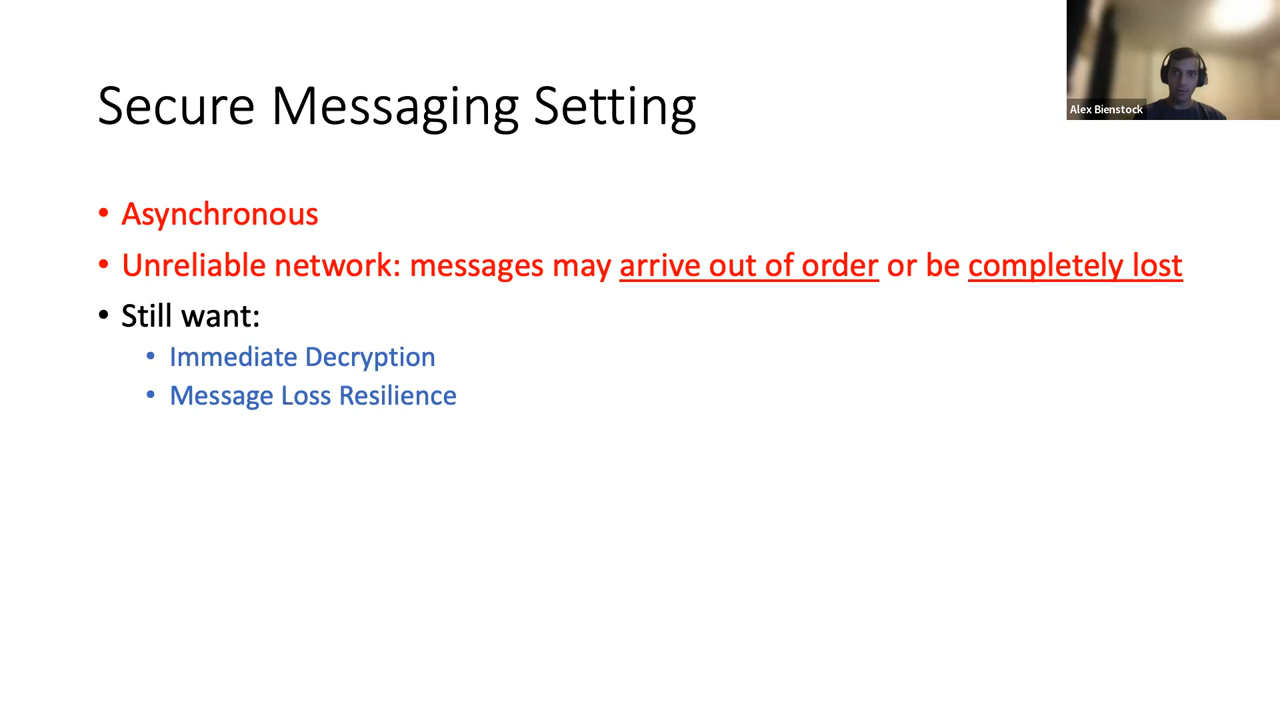 Alex Bienstock
Secure Messaging Setting
• Asynchronous
• Unreliable network: messages may arrive out of order or be completely lost
• Still want:
• Immediate Decryption
• Message Loss Resilience